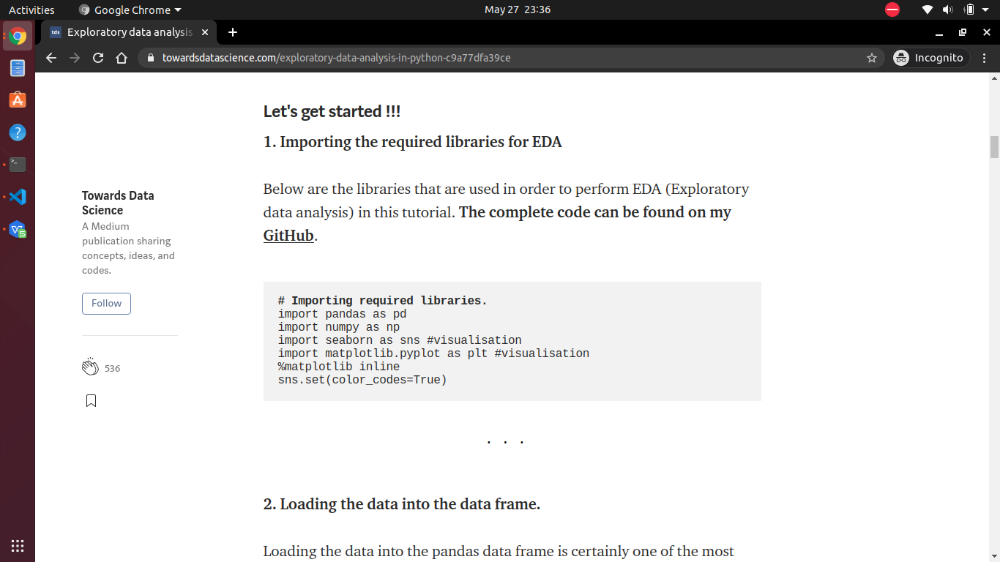 Activities
Google Chrome
May 27 23:36
tds
Exploratory data analysis
towardsdatascience.com/exploratory-data-analysis-in-python-c9a77dfa39ce
Incognito
Let's get started !!!
1. Importing the required libraries for EDA
Below are the libraries that are used in order to perform EDA (Exploratory
data analysis) in this tutorial. The complete code can be found on my
GitHub.
Towards Data
Science
A Medium
publication sharing
concepts, ideas, and
codes.
Follow
536
# Importing required libraries.
import pandas as pd
import numpy as np
import seaborn as sns #visualisation
import matplotlib.pyplot as plt #visualisation
%matplotlib inline
sns.set(color_codes=True)
. . .
2. Loading the data into the data frame.
Loading the data into the pandas data frame is certainly one of the most